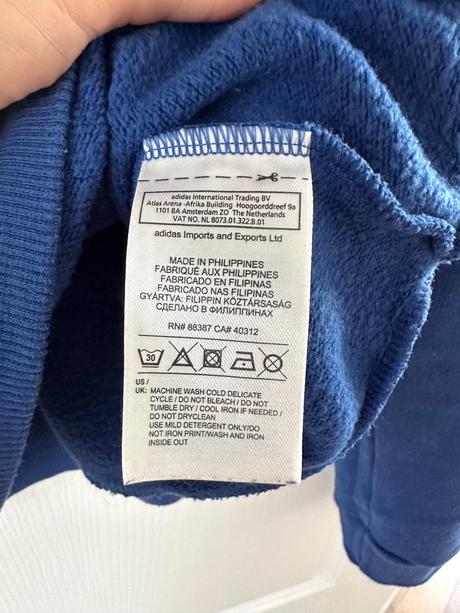 adidas International Trading BV
Atlas Arena -Afrika Building Hoogoorddreef 9a
1101 BA Amsterdam ZO The Netherlands
VAT NO. NL 8073.01.322.B.01
adidas Imports and Exports Ltd
MADE IN PHILIPPINES
FABRIQUÉ AUX PHILIPPINES
FABRICADO EN FILIPINAS
FABRICADO NAS FILIPINAS
GYÁRTVA: FILIPPIN KÖZTÁRSASÁG
СДЕЛАНО В ФИЛИППИНАХ
RN# 88387 CA# 40312
30
US /
UK: MACHINE WASH COLD DELICATE
CYCLE / DO NOT BLEACH / DO NOT
TUMBLE DRY / COOL IRON IF NEEDED /
DO NOT DRYCLEAN
USE MILD DETERGENT ONLY/DO
NOT IRON PRINT/WASH AND IRON
INSIDE OUT